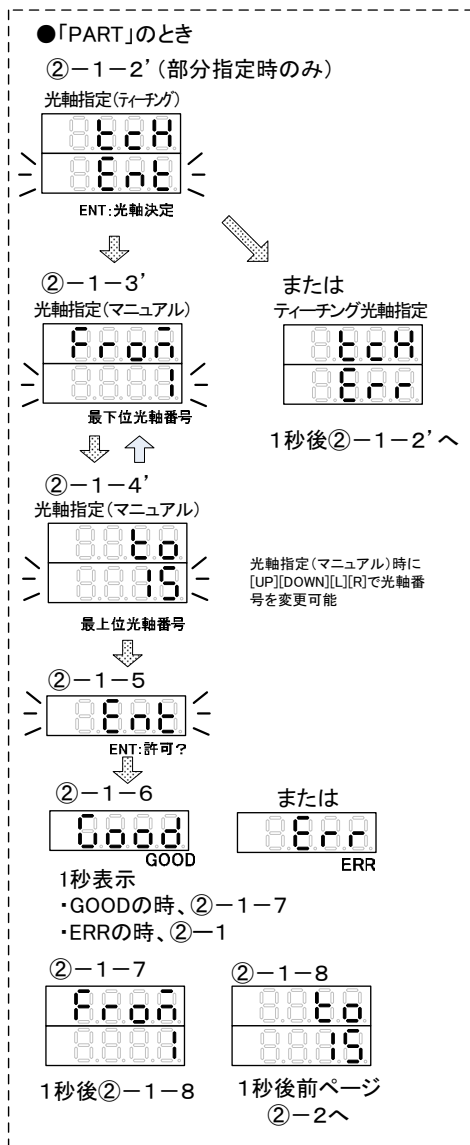 ●「PART」のとき
②－1－2’（部分指定時のみ）
光軸指定（ティーチング）
tcH
Ent
ENT：光軸決定
②－1－3’
光軸指定（マニュアル）
From
1
最下位光軸番号
または
ティーチング光軸指定
tcH
Err
1秒後②－1－2’へ
②－1－4’
光軸指定（マニュアル）
to
15
最上位光軸番号
光軸指定（マニュアル）時に
[UP][DOWN][L][R]で光軸番
号を変更可能
②－1－5
Ent
ENT：許可？
②－1－6
Good
GOOD
または
Err
ERR
1秒表示
・GOODの時、②－1－7
・ERRの時、②－1
②－1－7
From
1
1秒後②－1－8
②－1－8
to
15
1秒後前ページ
②－2へ